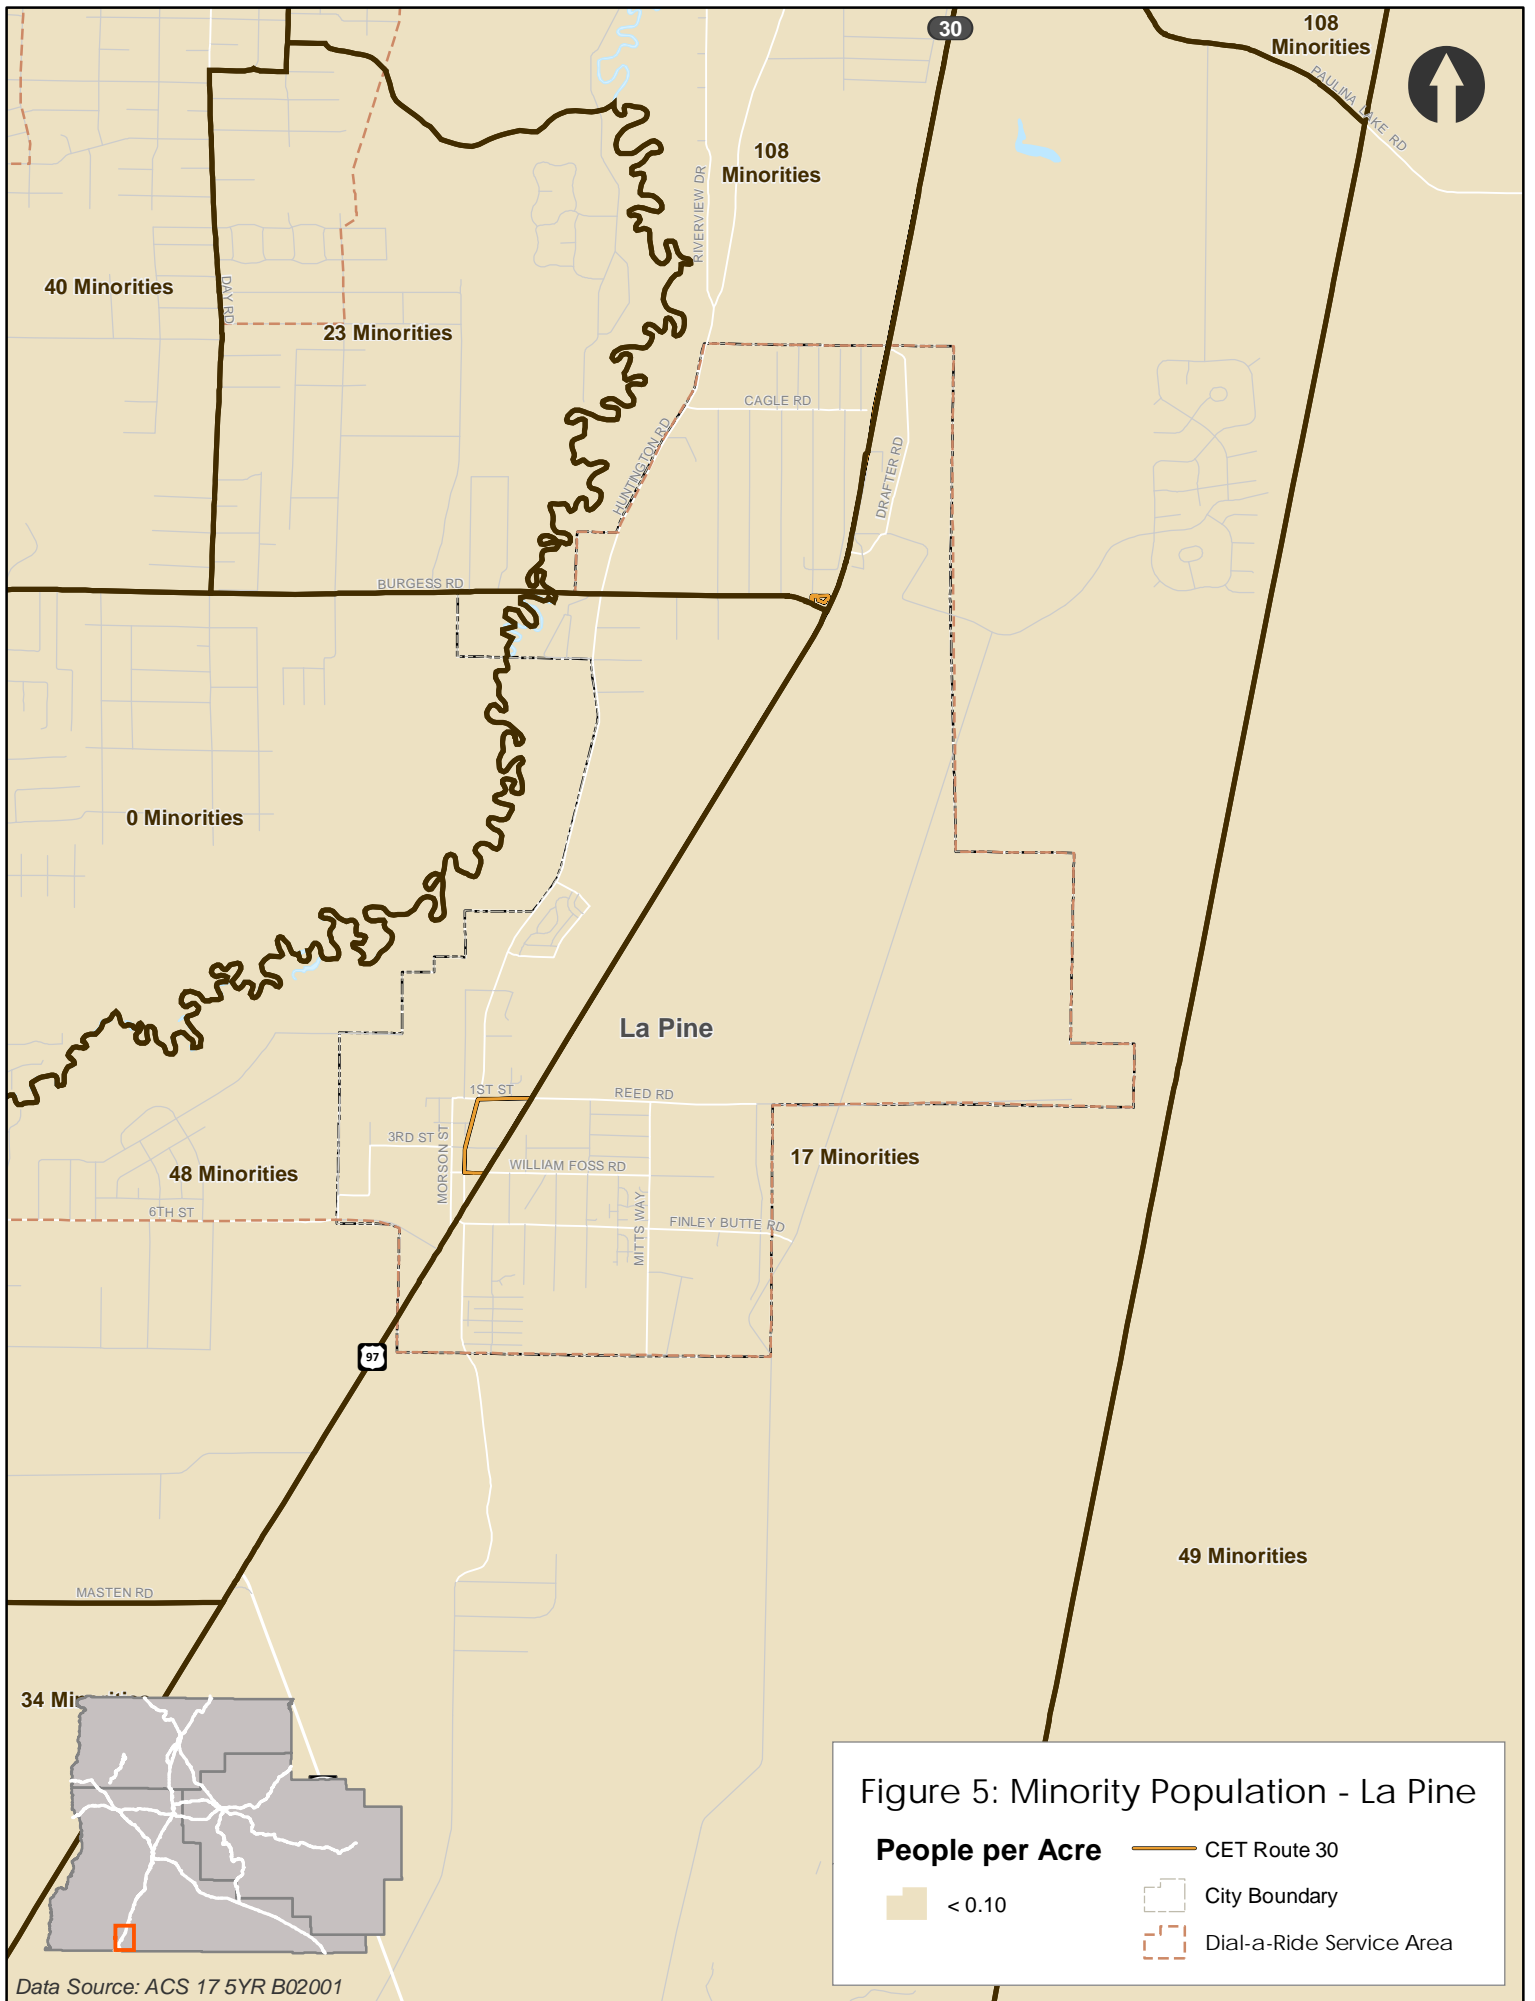 30
108
Minorities
PAULINA LAKE RD
108
Minorities
RIVERVIEW DR
40 Minorities
DAY RD
23 Minorities
CAGLE RD
HUNTINGTON RD
DRAFTER RD
BURGESS RD
0 Minorities
La Pine
1ST ST
REED RD
3RD ST
MORSON ST
WILLIAM FOSS RD
17 Minorities
48 Minorities
6TH ST
MITTS WAY
FINLEY BUTTE RD
97
49 Minorities
MASTEN RD
34 Minorities
Figure 5: Minority Population - La Pine
People per Acre
< 0.10
CET Route 30
City Boundary
Dial-a-Ride Service Area
Data Source: ACS 17 5YR B02001